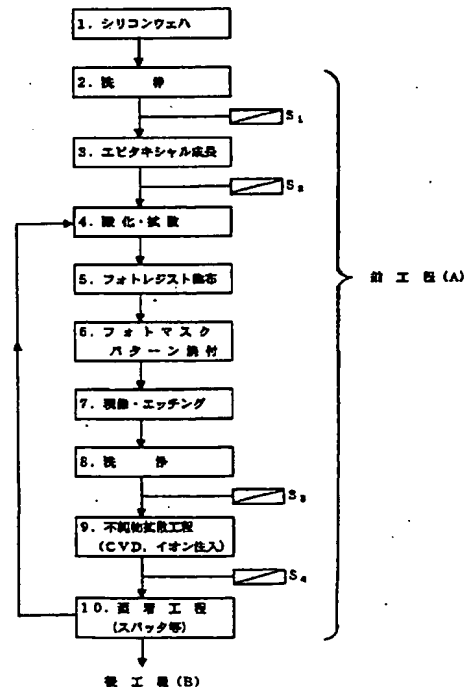 1. シリコンウェハ
2. 洗 浄
S₁
3. エピタキシャル成長
S₂
4. 酸化・拡散
5. フォトレジスト塗布
6. フォトマスク
パターン焼付
7. 現像・エッチング
8. 洗 浄
S₃
9. 不純物拡散工程
(CVD, イオン注入)
S₄
10. 蒸着工程
(スパッタ等)
前 工 程 (A)
後 工 程 (B)